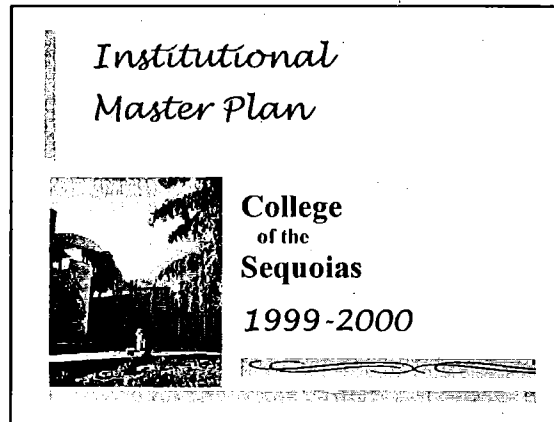 Institutional
Master Plan
College
of the
Sequoias
1999-2000